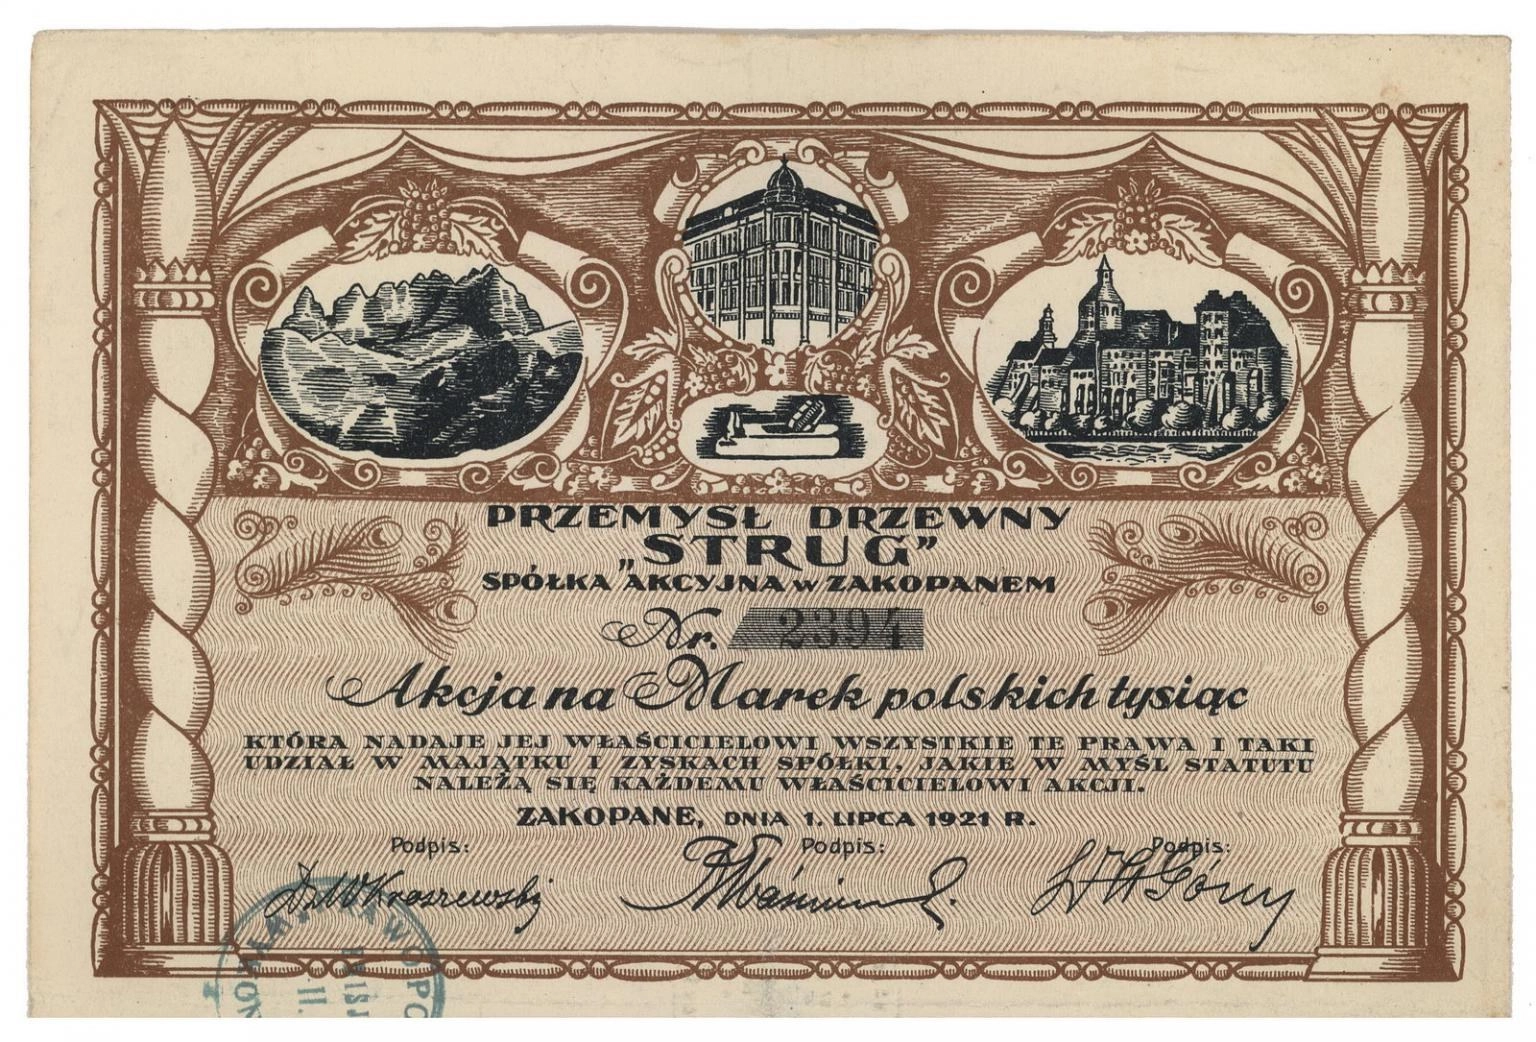 PRZEMYSŁ DRZEWNY
„STRUG”
SPÓŁKA AKCYJNA w ZAKOPANEM
Nr. 2394
Akcja na Marek polskich tysiąc
KTÓRA NADAJE JEJ WŁAŚCICIELOWI WSZYSTKIE TE PRAWA I TAKI
UDZIAŁ W MAJĄTKU I ZYSKACH SPÓŁKI, JAKIE W MYŚL STATUTU
NALEŻĄ SIĘ KAŻDEMU WŁAŚCICIELOWI AKCJI.
ZAKOPANE, DNIA 1. LIPCA 1921 R.
Podpis: Podpis: Podpis:
Kraszewski Górny